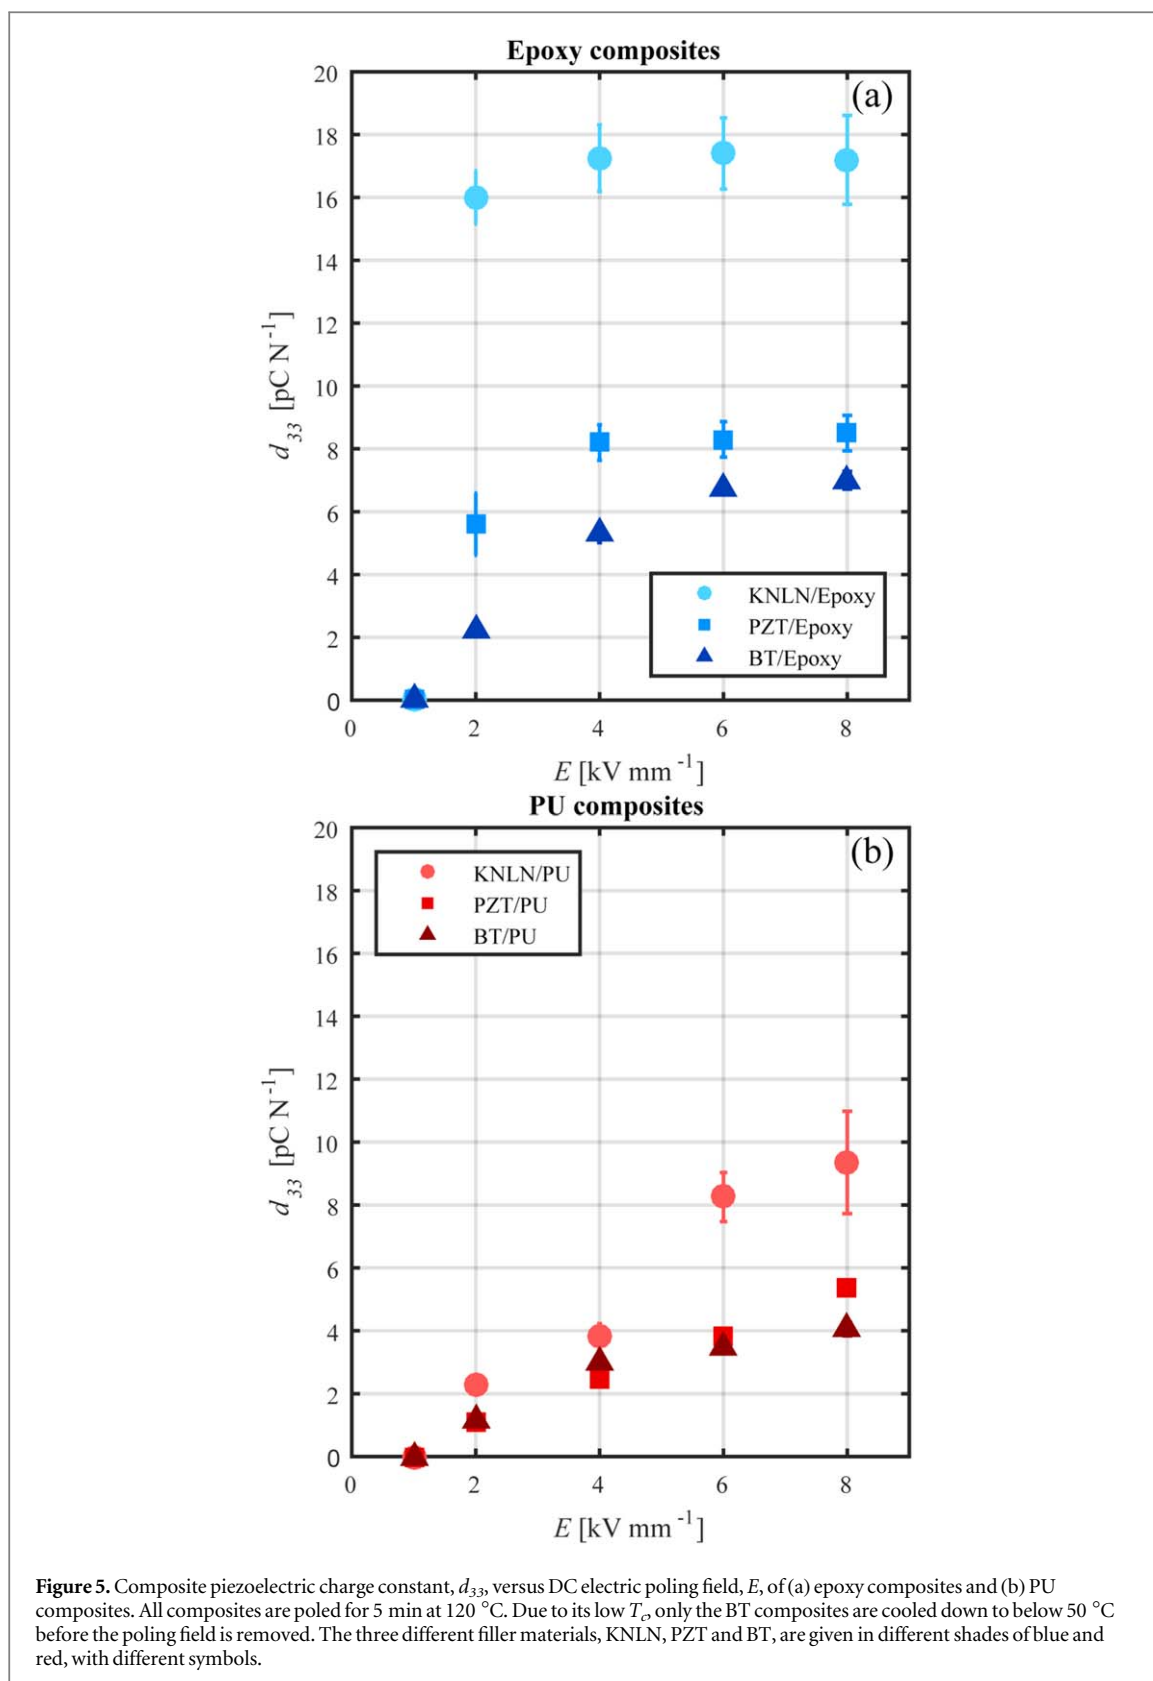 Epoxy composites
(a)
20
18
16
14
12
10
8
6
4
2
0
d33 [pC N-1]
KNLN/Epoxy
PZT/Epoxy
BT/Epoxy
0 2 4 6 8
E [kV mm-1]
PU composites
(b)
KNLN/PU
PZT/PU
BT/PU
20
18
16
14
12
10
8
6
4
2
0
d33 [pC N-1]
0 2 4 6 8
E [kV mm-1]
Figure 5. Composite piezoelectric charge constant, d33, versus DC electric poling field, E, of (a) epoxy composites and (b) PU
composites. All composites are poled for 5 min at 120 °C. Due to its low Tc, only the BT composites are cooled down to below 50 °C
before the poling field is removed. The three different filler materials, KNLN, PZT and BT, are given in different shades of blue and
red, with different symbols.